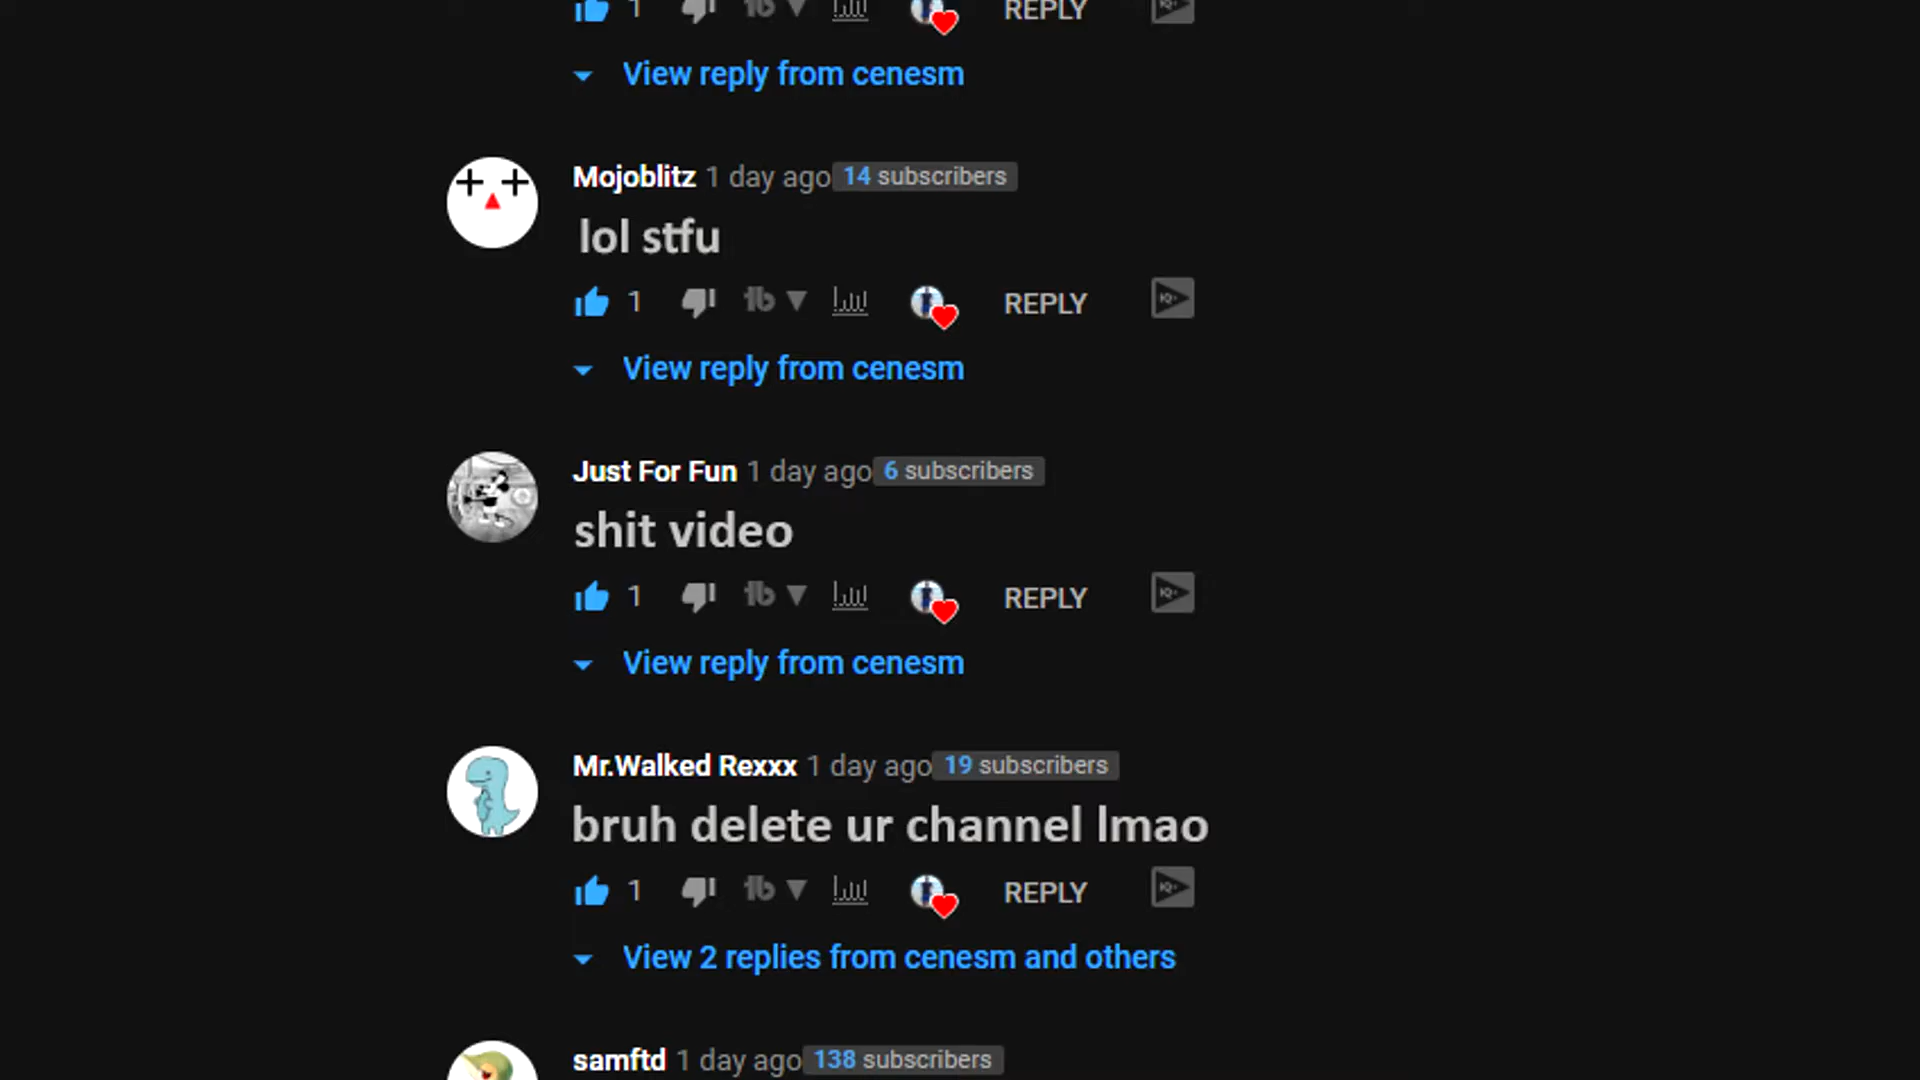 1 REPLY
View reply from cenesm
Mojoblitz 1 day ago 14 subscribers
lol stfu
1 REPLY
View reply from cenesm
Just For Fun 1 day ago 6 subscribers
shit video
1 REPLY
View reply from cenesm
Mr.Walked Rexxx 1 day ago 19 subscribers
bruh delete ur channel lmao
1 REPLY
View 2 replies from cenesm and others
samftd 1 day ago 138 subscribers